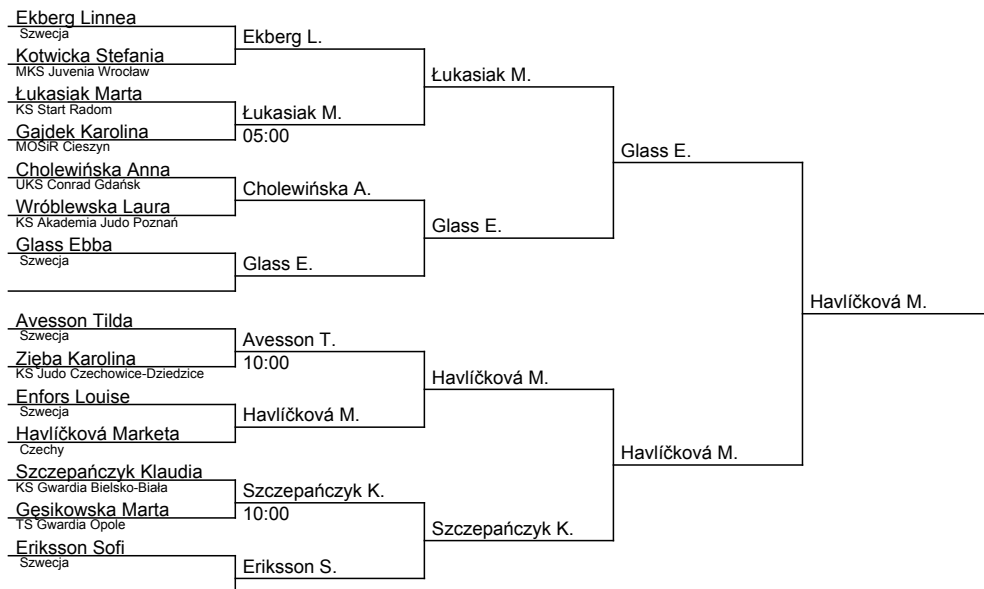 Ekberg Linnea
Szwecja
Ekberg L.
Kotwicka Stefania
MKS Juvenia Wrocław
Łukasiak M.
Łukasiak Marta
KS Start Radom
Łukasiak M.
Gajdek Karolina
05:00
MOSiR Cieszyn
Glass E.
Cholewińska Anna
UKS Conrad Gdańsk
Cholewińska A.
Wróblewska Laura
KS Akademia Judo Poznań
Glass E.
Glass Ebba
Szwecja
Glass E.
Havlíčková M.
Avesson Tilda
Szwecja
Avesson T.
Zięba Karolina
10:00
KS Judo Czechowice-Dziedzice
Havlíčková M.
Enfors Louise
Szwecja
Havlíčková M.
Havlíčková Marketa
Czechy
Havlíčková M.
Szczepańczyk Klaudia
KS Gwardia Bielsko-Biała
Szczepańczyk K.
Gęsikowska Marta
10:00
TS Gwardia Opole
Szczepańczyk K.
Eriksson Sofi
Szwecja
Eriksson S.